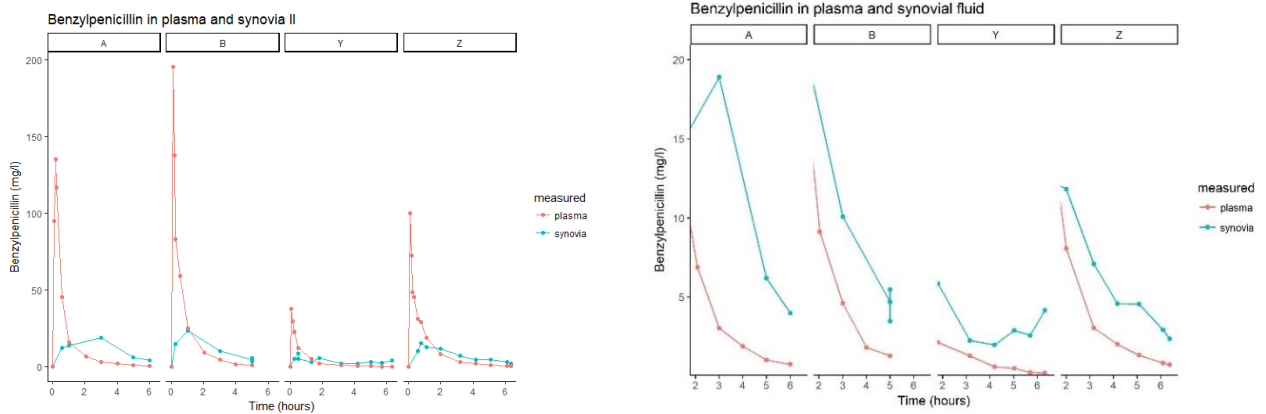 Benzylpenicillin in plasma and synovia II
A B Y Z
200
150
100
50
0
Benzylpenicillin (mg/l)
0 2 4 6 0 2 4 6 0 2 4 6 0 2 4 6
Time (hours)
measured
plasma
synovia
Benzylpenicillin in plasma and synovial fluid
A B Y Z
20
15
10
5
Benzylpenicillin (mg/l)
2 3 4 5 6 2 3 4 5 6 2 3 4 5 6 2 3 4 5 6
Time (hours)
measured
plasma
synovia